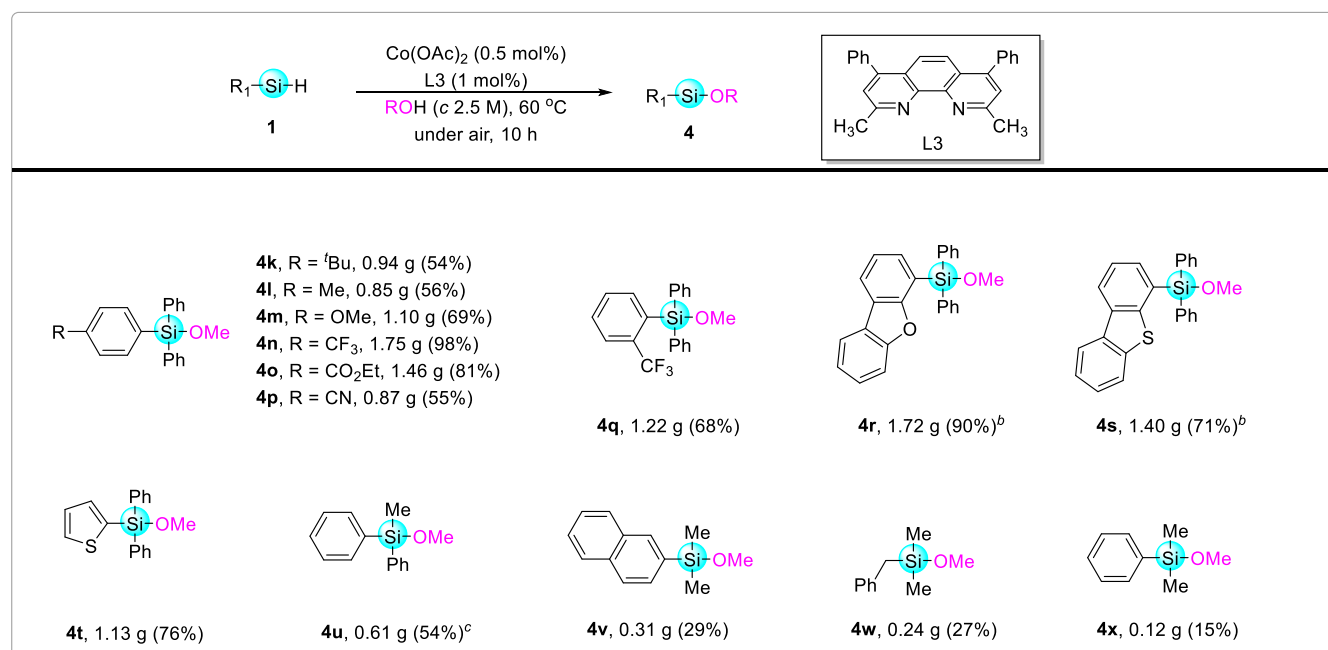 R1 Si H
1
Co(OAc)2 (0.5 mol%)
L3 (1 mol%)
ROH (c 2.5 M), 60 oC
under air, 10 h
R1 Si OR
4
Ph Ph
N N
H3C CH3
L3
R Ph Si OMe Ph
4k, R = tBu, 0.94 g (54%)
4l, R = Me, 0.85 g (56%)
4m, R = OMe, 1.10 g (69%)
4n, R = CF3, 1.75 g (98%)
4o, R = CO2Et, 1.46 g (81%)
4p, R = CN, 0.87 g (55%)
Ph
Si OMe
Ph
CF3
4q, 1.22 g (68%)
Ph
Si OMe
Ph
O
4r, 1.72 g (90%)b
Ph
Si OMe
Ph
S
4s, 1.40 g (71%)b
Ph
Si OMe
S Ph
4t, 1.13 g (76%)
Me
Si OMe
Ph
4u, 0.61 g (54%)c
Me
Si OMe
Me
4v, 0.31 g (29%)
Me
Si OMe
Ph Me
4w, 0.24 g (27%)
Me
Si OMe
Me
4x, 0.12 g (15%)